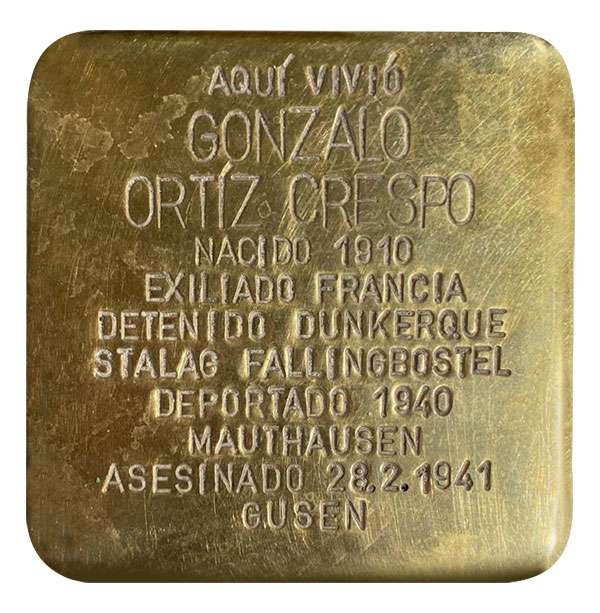 AQUÍ VIVIÓ
GONZALO
ORTÍZ CRESPO
NACIDO 1910
EXILIADO FRANCIA
DETENIDO DUNKERQUE
STALAG FALLINGBOSTEL
DEPORTADO 1940
MAUTHAUSEN
ASESINADO 28.2.1941
GUSEN